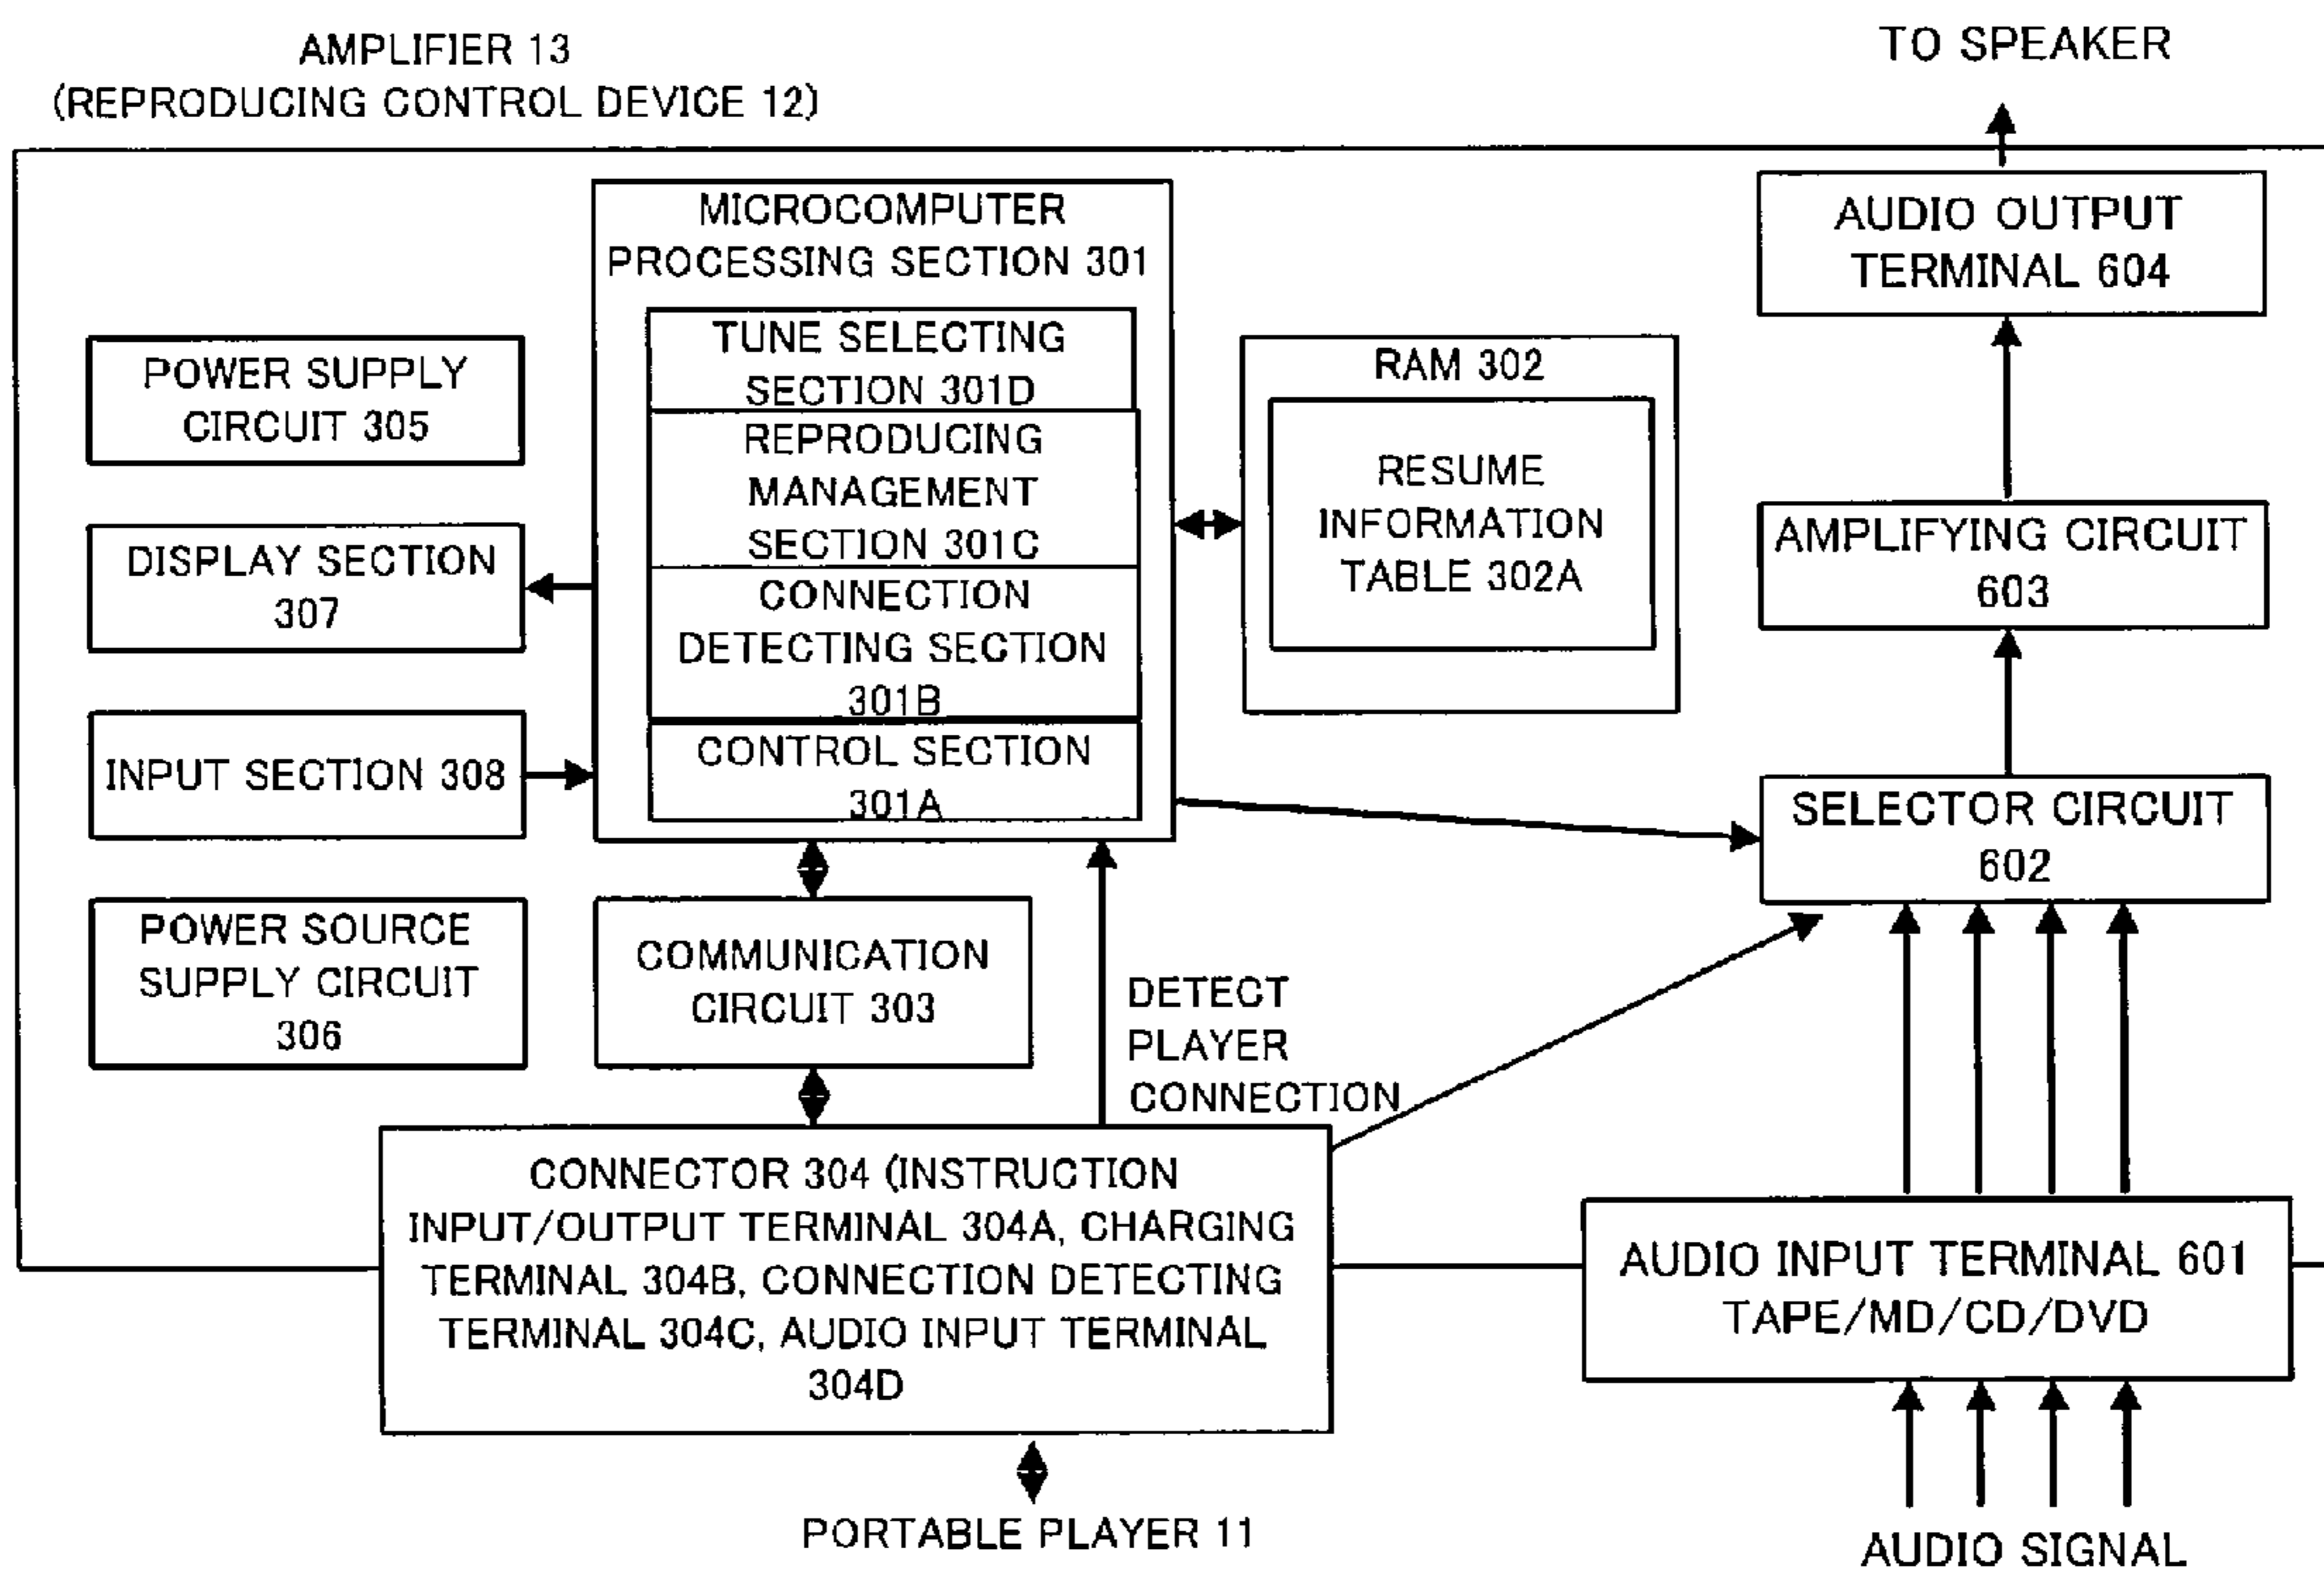 AMPLIFIER 13
(REPRODUCING CONTROL DEVICE 12)
TO SPEAKER
MICROCOMPUTER
PROCESSING SECTION 301
TUNE SELECTING
SECTION 301D
REPRODUCING
MANAGEMENT
SECTION 301C
CONNECTION
DETECTING SECTION
301B
CONTROL SECTION
301A
POWER SUPPLY
CIRCUIT 305
DISPLAY SECTION
307
INPUT SECTION 308
POWER SOURCE
SUPPLY CIRCUIT
306
RAM 302
RESUME
INFORMATION
TABLE 302A
AUDIO OUTPUT
TERMINAL 604
AMPLIFYING CIRCUIT
603
SELECTOR CIRCUIT
602
COMMUNICATION
CIRCUIT 303
DETECT
PLAYER
CONNECTION
CONNECTOR 304 (INSTRUCTION
INPUT/OUTPUT TERMINAL 304A, CHARGING
TERMINAL 304B, CONNECTION DETECTING
TERMINAL 304C, AUDIO INPUT TERMINAL
304D
AUDIO INPUT TERMINAL 601
TAPE/MD/CD/DVD
PORTABLE PLAYER 11
AUDIO SIGNAL